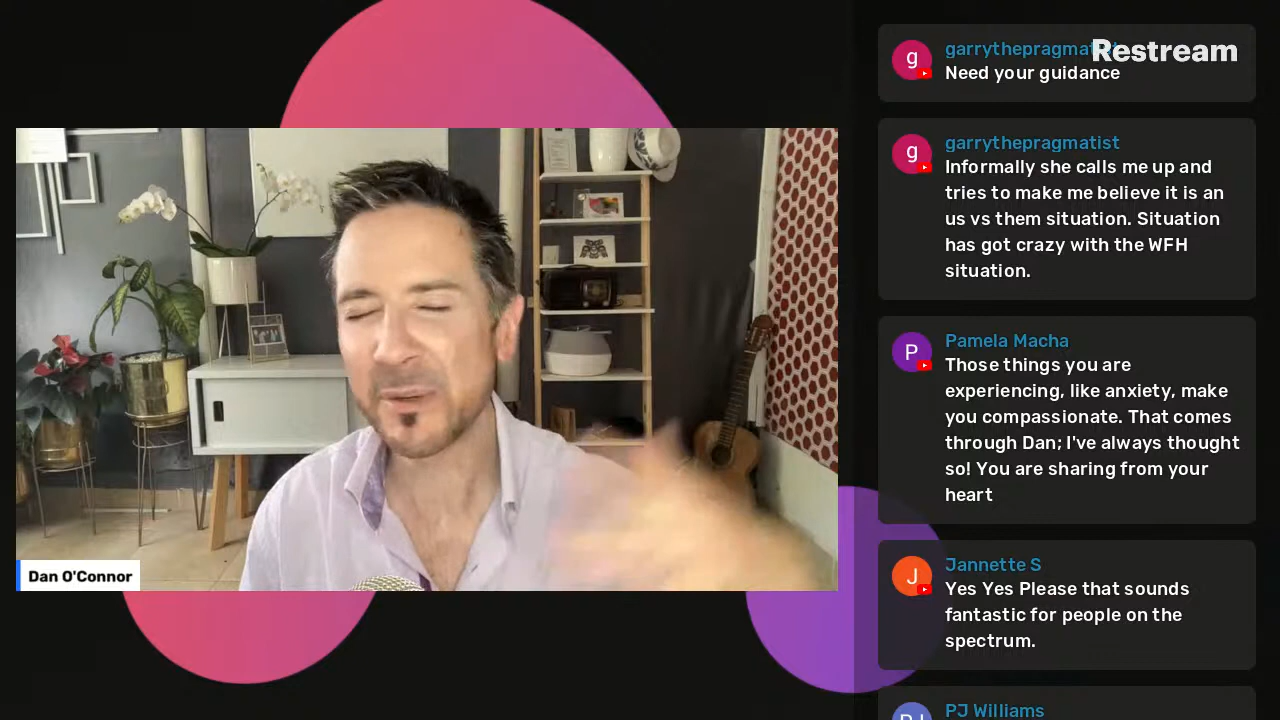 garrythepragmatist
Restream
Need your guidance
garrythepragmatist
Informally she calls me up and
tries to make me believe it is an
us vs them situation. Situation
has got crazy with the WFH
situation.
P
Pamela Macha
Those things you are
experiencing, like anxiety, make
you compassionate. That comes
through Dan; I've always thought
so! You are sharing from your
heart
J
Jannette S
Yes Yes Please that sounds
fantastic for people on the
spectrum.
PJ Williams
PJ
Dan O'Connor
g
g